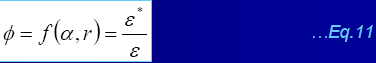 ϕ = f(α, r) = ε* / ε …Eq.11